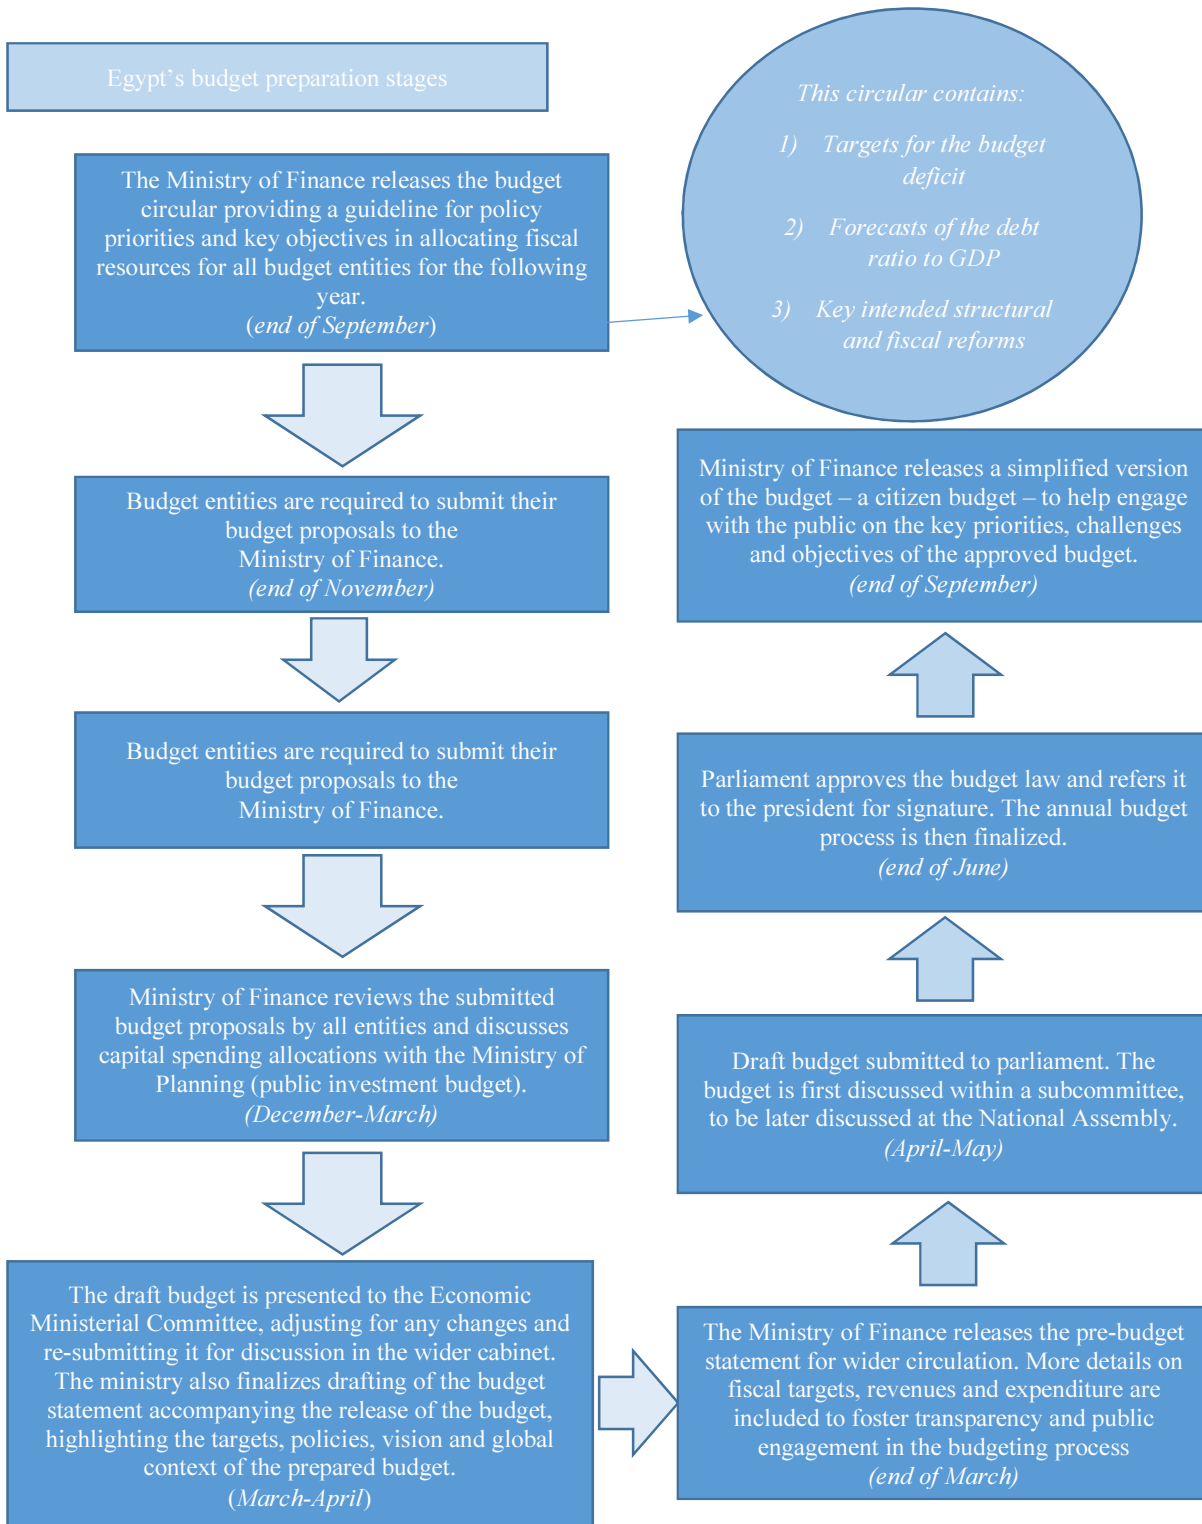 Egypt's budget preparation stages
The Ministry of Finance releases the budget
circular providing a guideline for policy
priorities and key objectives in allocating fiscal
resources for all budget entities for the following
year.
(end of September)
This circular contains:
1) Targets for the budget
deficit
2) Forecasts of the debt
ratio to GDP
3) Key intended structural
and fiscal reforms
Budget entities are required to submit their
budget proposals to the
Ministry of Finance.
(end of November)
Budget entities are required to submit their
budget proposals to the
Ministry of Finance.
Ministry of Finance reviews the submitted
budget proposals by all entities and discusses
capital spending allocations with the Ministry of
Planning (public investment budget).
(December-March)
The draft budget is presented to the Economic
Ministerial Committee, adjusting for any changes and
re-submitting it for discussion in the wider cabinet.
The ministry also finalizes drafting of the budget
statement accompanying the release of the budget,
highlighting the targets, policies, vision and global
context of the prepared budget.
(March-April)
The Ministry of Finance releases the pre-budget
statement for wider circulation. More details on
fiscal targets, revenues and expenditure are
included to foster transparency and public
engagement in the budgeting process
(end of March)
Draft budget submitted to parliament. The
budget is first discussed within a subcommittee,
to be later discussed at the National Assembly.
(April-May)
Parliament approves the budget law and refers it
to the president for signature. The annual budget
process is then finalized.
(end of June)
Ministry of Finance releases a simplified version
of the budget – a citizen budget – to help engage
with the public on the key priorities, challenges
and objectives of the approved budget.
(end of September)